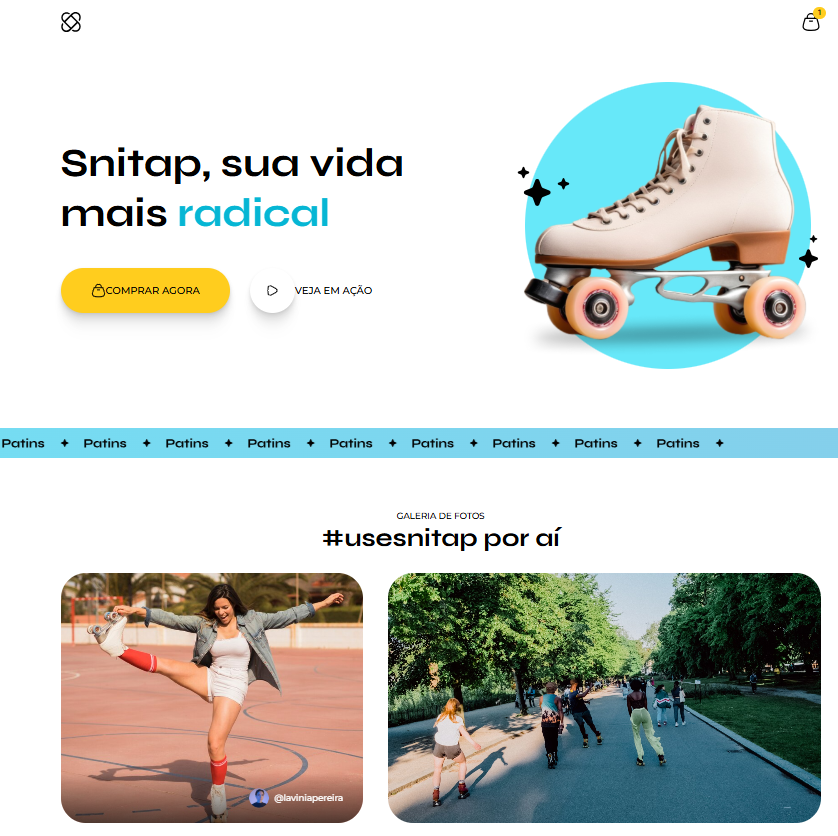 1
Snitap, sua vida
mais radical
COMPRAR AGORA
VEJA EM AÇÃO
Patins Patins Patins Patins Patins Patins Patins Patins Patins
GALERIA DE FOTOS
#usesnitap por aí
@laviniapereira